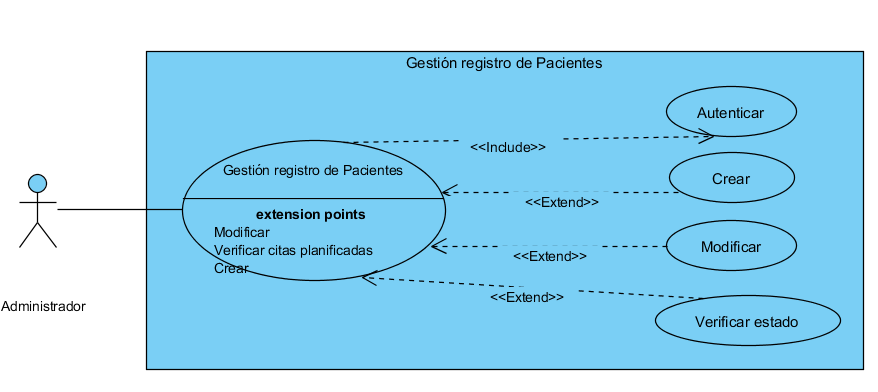 Gestión registro de Pacientes
Autenticar
<<Include>>
Gestión registro de Pacientes
Crear
<<Extend>>
extension points
Modificar
Verificar citas planificadas
Crear
Modificar
<<Extend>>
<<Extend>>
Verificar estado
Administrador